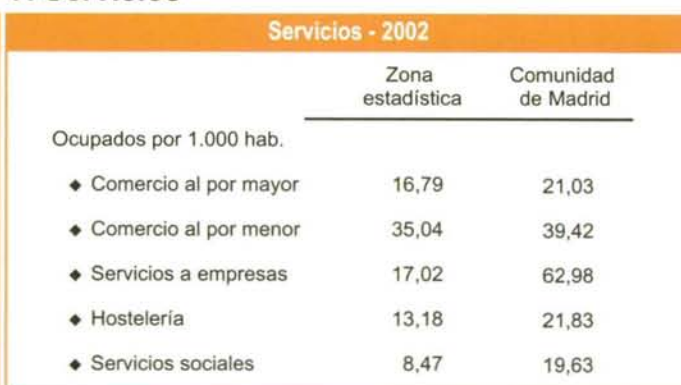 Servicios - 2002
Zona estadística Comunidad de Madrid
Ocupados por 1.000 hab.
◆ Comercio al por mayor 16,79 21,03
◆ Comercio al por menor 35,04 39,42
◆ Servicios a empresas 17,02 62,98
◆ Hostelería 13,18 21,83
◆ Servicios sociales 8,47 19,63